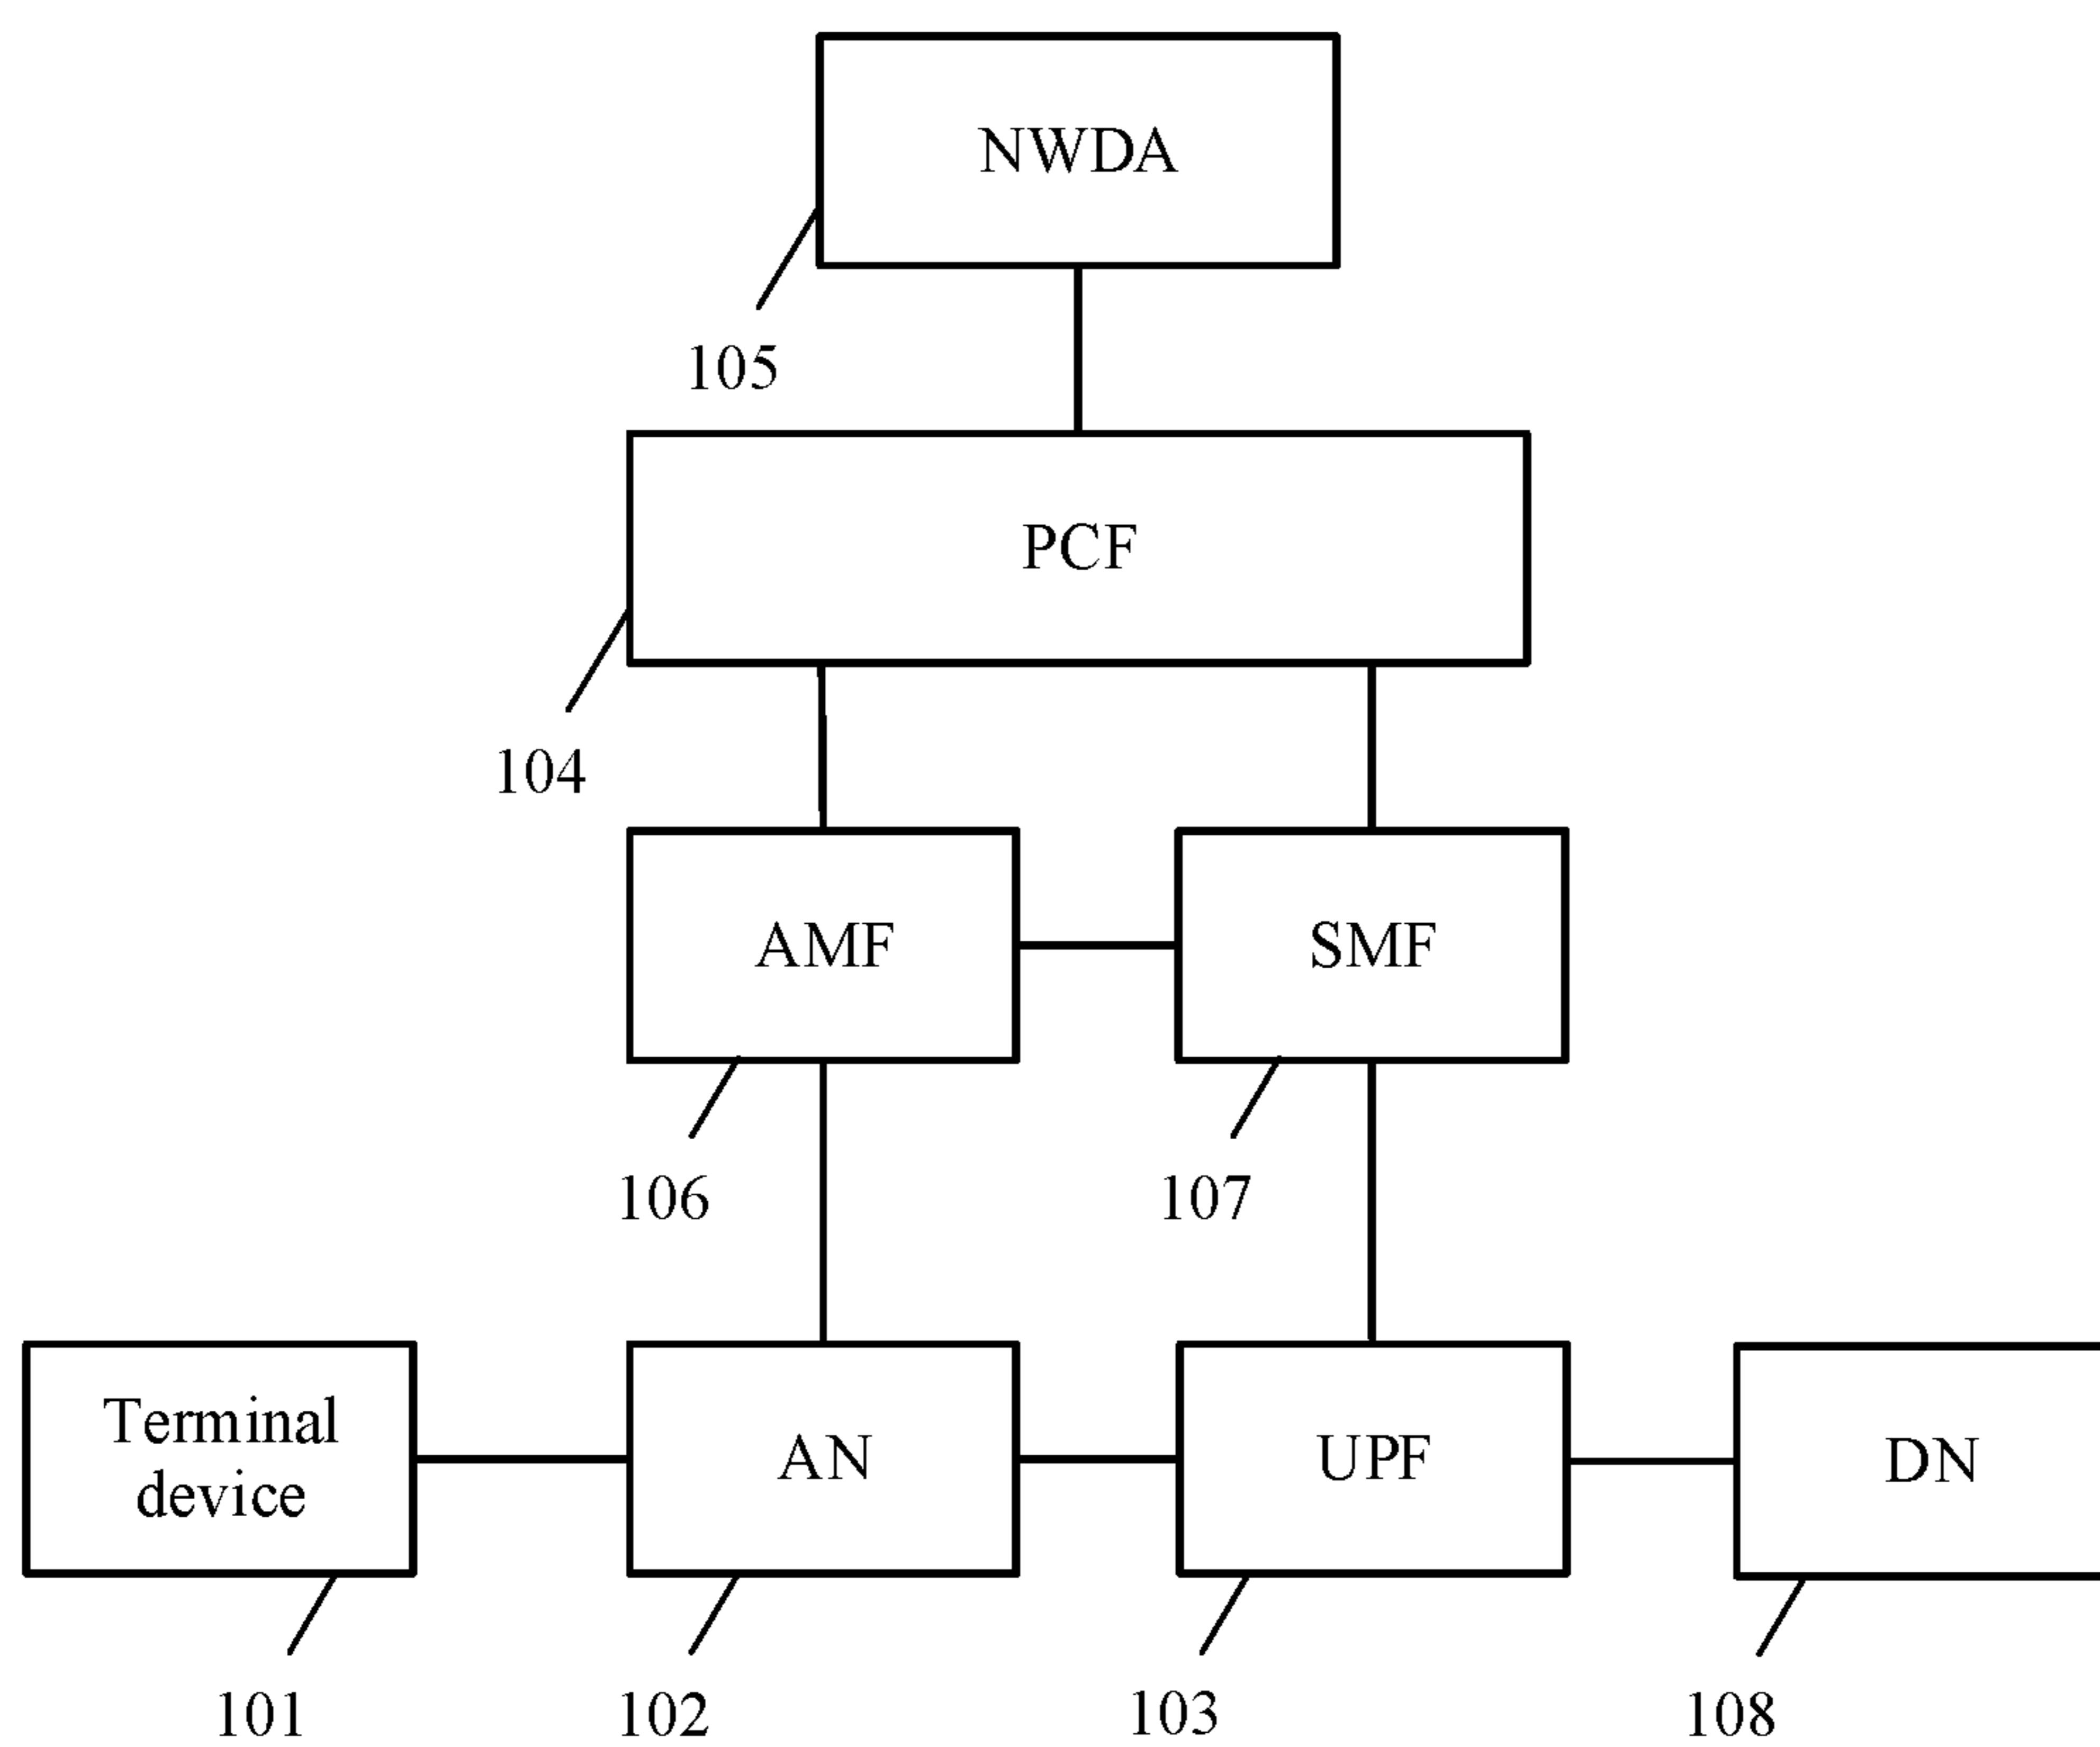 NWDA
105
PCF
104
AMF
SMF
106
107
Terminal
device
AN
UPF
DN
101
102
103
108